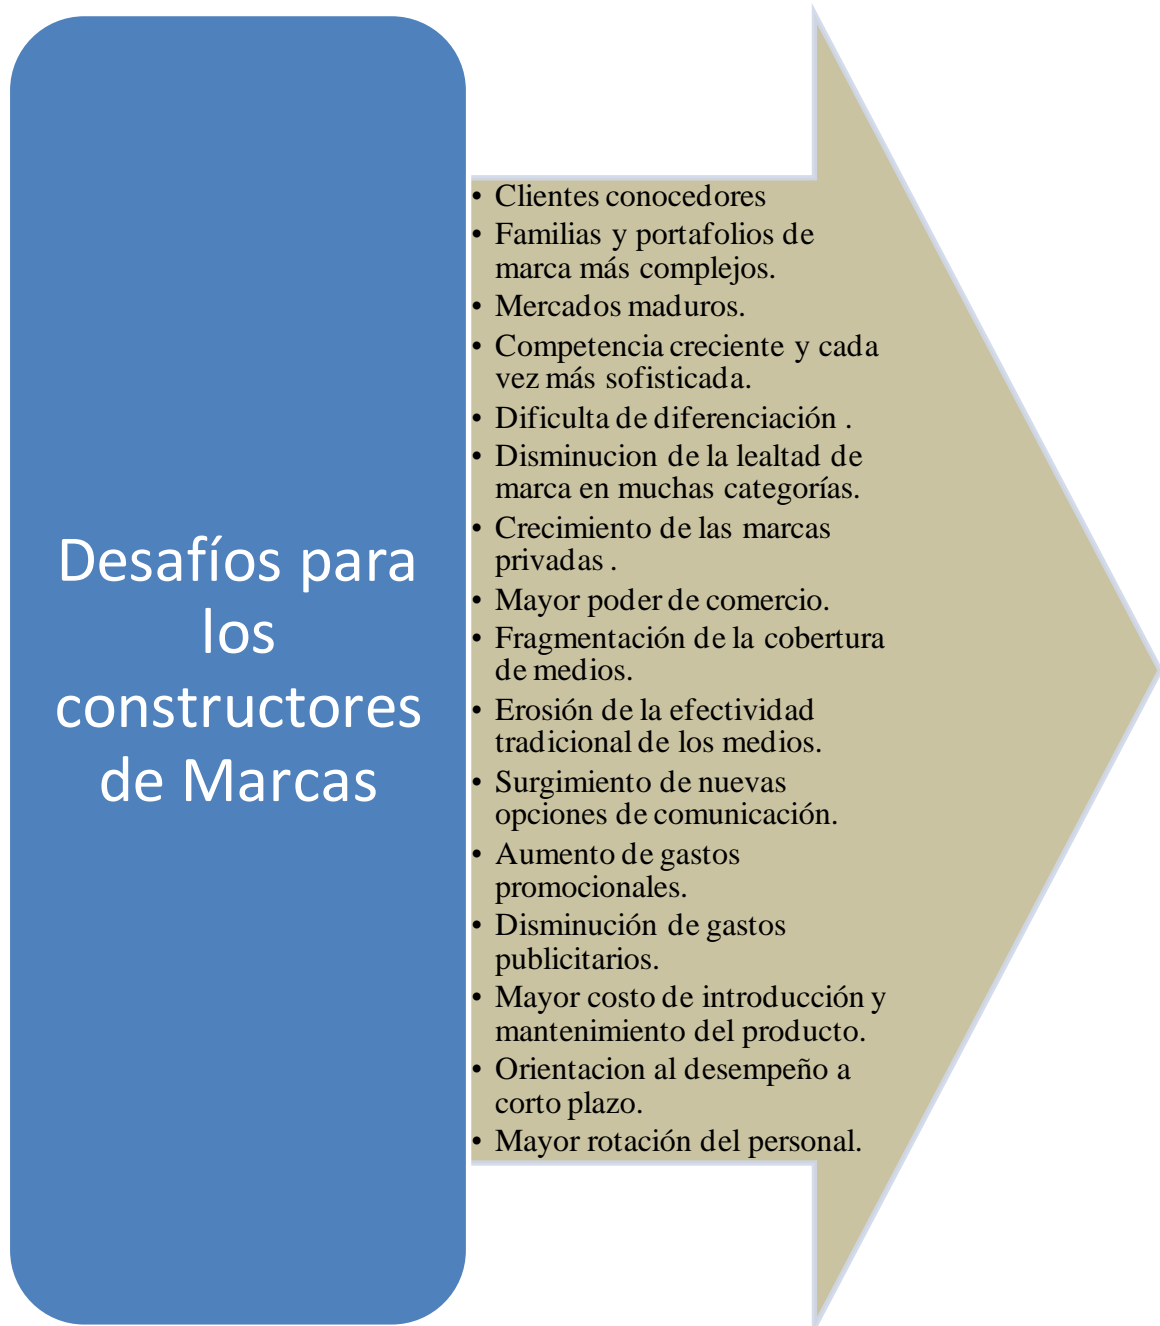 Desafíos para
los
constructores
de Marcas
• Clientes conocedores
• Familias y portafolios de
marca más complejos.
• Mercados maduros.
• Competencia creciente y cada
vez más sofisticada.
• Dificulta de diferenciación .
• Disminucion de la lealtad de
marca en muchas categorías.
• Crecimiento de las marcas
privadas .
• Mayor poder de comercio.
• Fragmentación de la cobertura
de medios.
• Erosión de la efectividad
tradicional de los medios.
• Surgimiento de nuevas
opciones de comunicación.
• Aumento de gastos
promocionales.
• Disminución de gastos
publicitarios.
• Mayor costo de introducción y
mantenimiento del producto.
• Orientacion al desempeño a
corto plazo.
• Mayor rotación del personal.